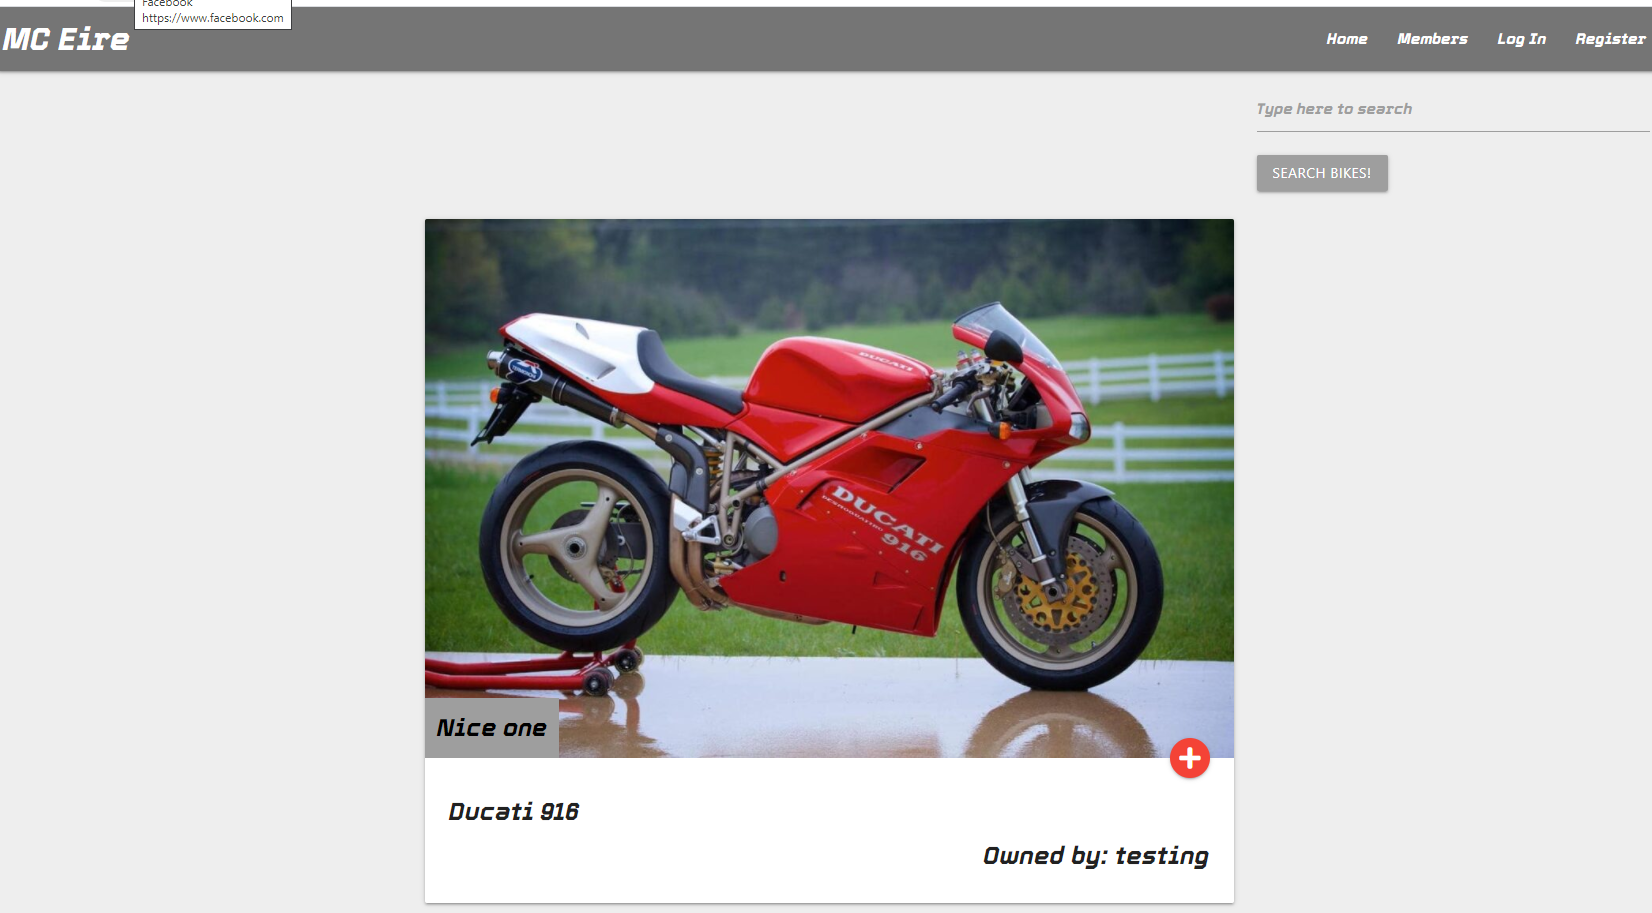 Facebook
https://www.facebook.com
MC Eire
Home Members Log In Register
Type here to search
SEARCH BIKES!
DUCATI
DUCATI
DESMOQUATTRO
916
Nice one
Ducati 916
Owned by: testing